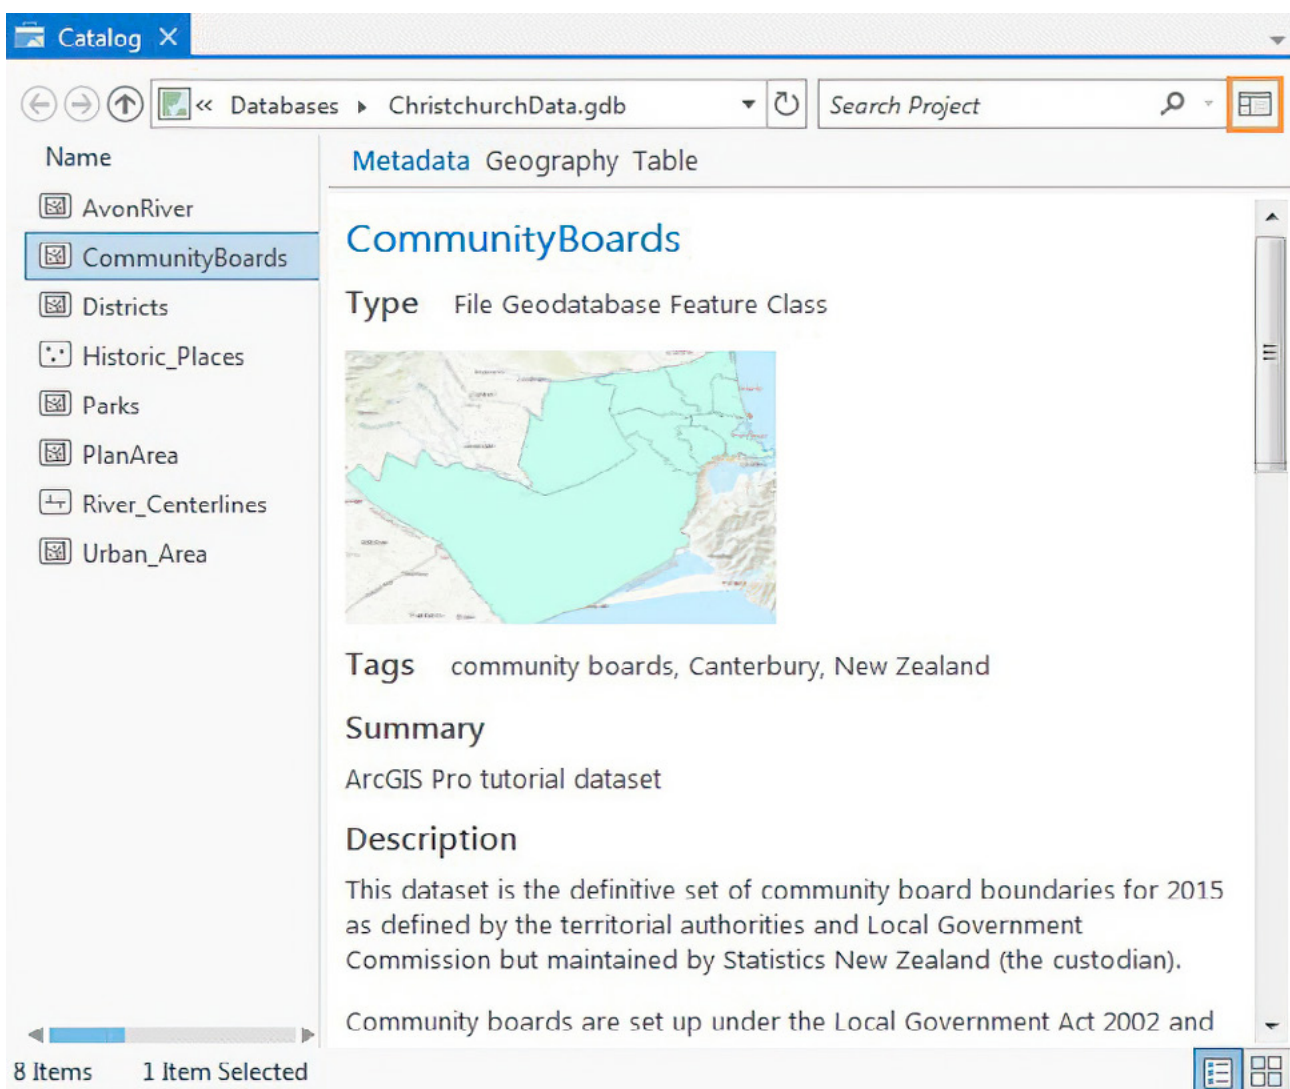 Catalog
« Databases ChristchurchData.gdb Search Project
Name
AvonRiver
CommunityBoards
Districts
Historic_Places
Parks
PlanArea
River_Centerlines
Urban_Area
Metadata Geography Table
CommunityBoards
Type File Geodatabase Feature Class
Tags community boards, Canterbury, New Zealand
Summary
ArcGIS Pro tutorial dataset
Description
This dataset is the definitive set of community board boundaries for 2015
as defined by the territorial authorities and Local Government
Commission but maintained by Statistics New Zealand (the custodian).
Community boards are set up under the Local Government Act 2002 and
8 Items 1 Item Selected